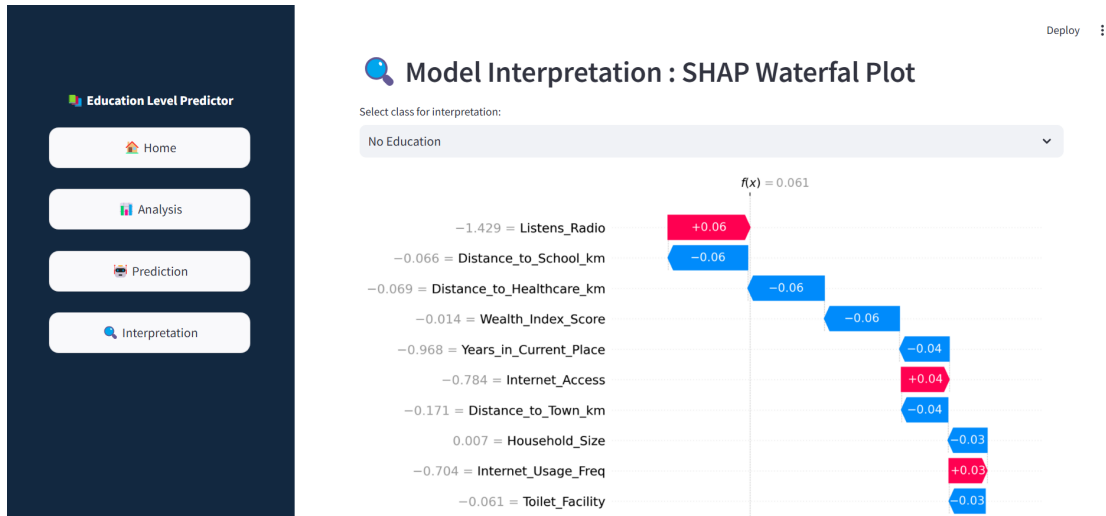 Deploy
📚 Education Level Predictor
🏠 Home
📊 Analysis
🤖 Prediction
🔍 Interpretation
🔍 Model Interpretation : SHAP Waterfal Plot
Select class for interpretation:
No Education
f(x) = 0.061
−1.429 = Listens_Radio +0.06
−0.066 = Distance_to_School_km −0.06
−0.069 = Distance_to_Healthcare_km −0.06
−0.014 = Wealth_Index_Score −0.06
−0.968 = Years_in_Current_Place −0.04
−0.784 = Internet_Access +0.04
−0.171 = Distance_to_Town_km −0.04
0.007 = Household_Size −0.03
−0.704 = Internet_Usage_Freq +0.03
−0.061 = Toilet_Facility −0.03